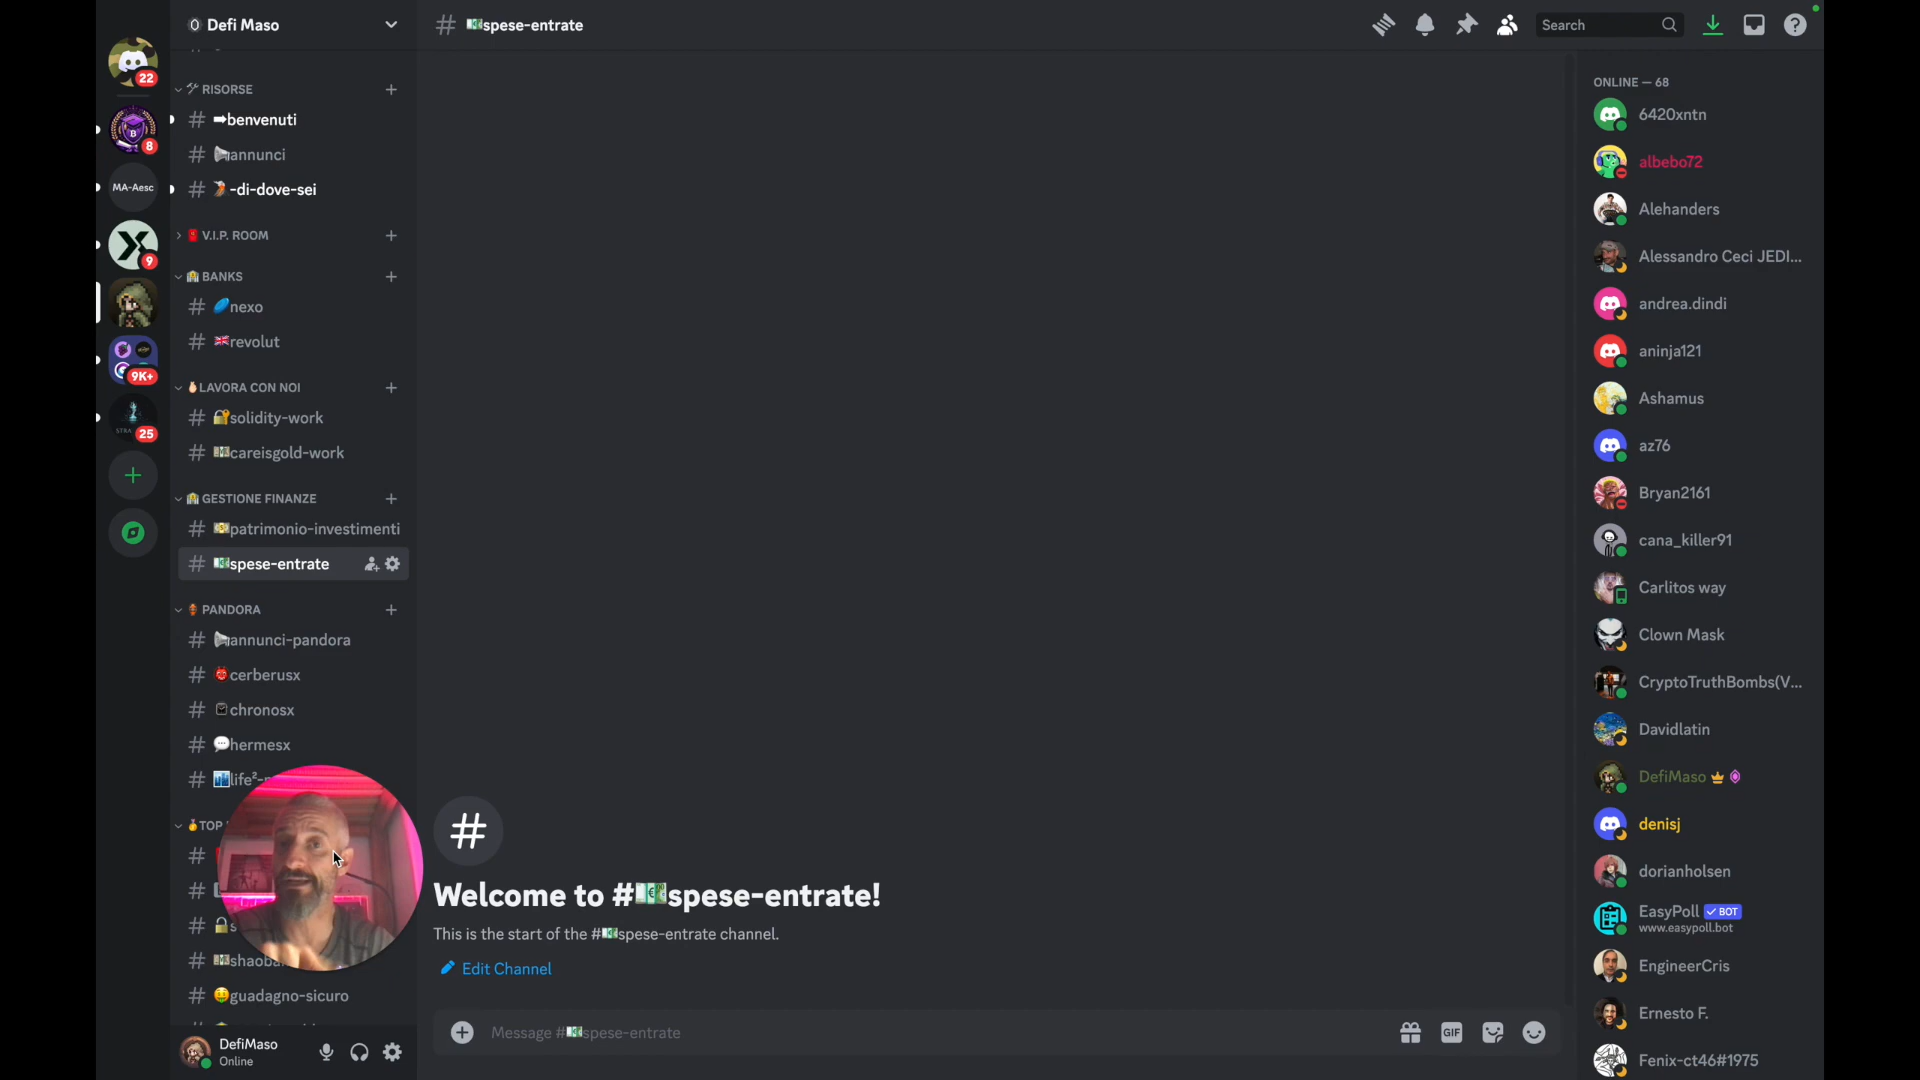 22
8
MA-Aesc
9
9K+
STRA
25
Defi Maso
RISORSE
benvenuti
annunci
-di-dove-sei
V.I.P. ROOM
BANKS
nexo
revolut
LAVORA CON NOI
solidity-work
careisgold-work
GESTIONE FINANZE
patrimonio-investimenti
spese-entrate
PANDORA
annunci-pandora
cerberusx
chronosx
hermesx
life²-
TOP
guadagno-sicuro
DefiMaso
Online
spese-entrate
Search
Welcome to #spese-entrate!
This is the start of the #spese-entrate channel.
Edit Channel
Message #spese-entrate
GIF
ONLINE — 68
6420xntn
albebo72
Alehanders
Alessandro Ceci JEDI...
andrea.dindi
aninja121
Ashamus
az76
Bryan2161
cana_killer91
Carlitos way
Clown Mask
CryptoTruthBombs(V...
Davidlatin
DefiMaso
denisj
dorianholsen
EasyPoll BOT
www.easypoll.bot
EngineerCris
Ernesto F.
Fenix-ct46#1975